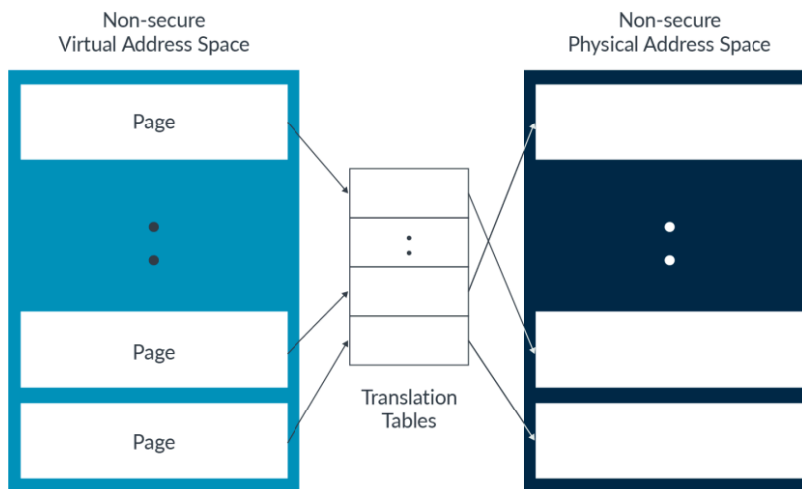 Non-secure
Virtual Address Space
Non-secure
Physical Address Space
Page
Page
Page
Translation
Tables